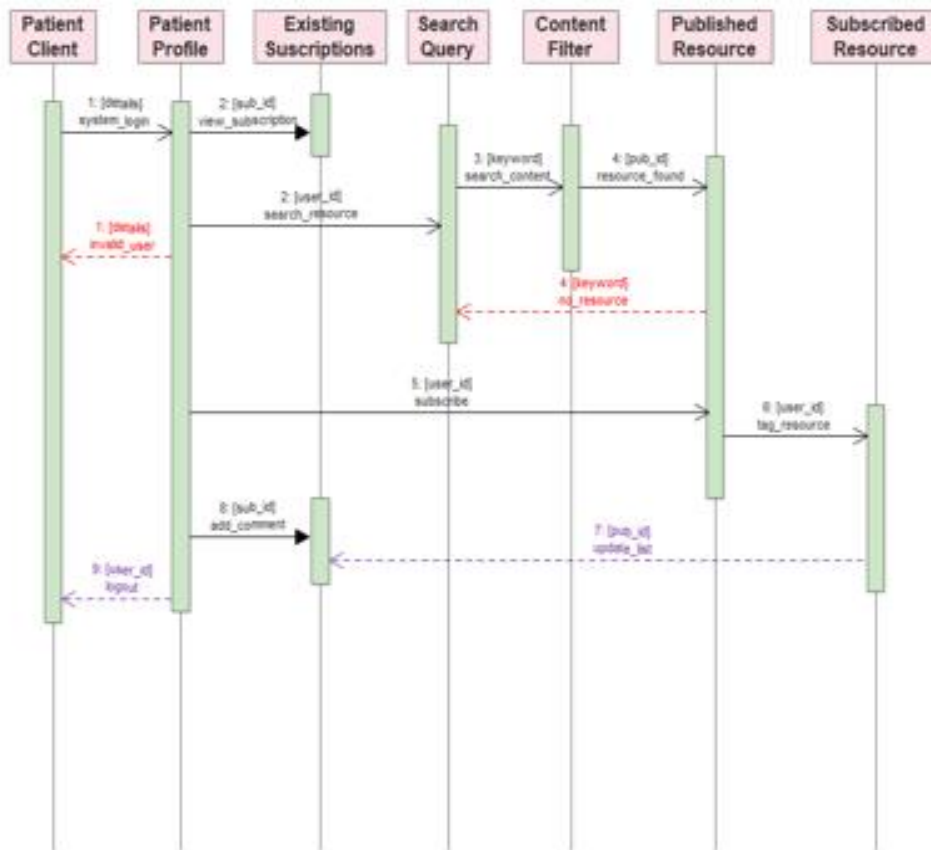 Patient
Client
Patient
Profile
Existing
Suscriptions
Search
Query
Content
Filter
Published
Resource
Subscribed
Resource
1: [details]
system_login
2: [sub_id]
view_subscription
3: [keyword]
search_content
4: [pub_id]
resource_found
2: [user_id]
search_resource
1: [details]
invalid_user
4: [keyword]
no_resource
5: [user_id]
subscribe
6: [user_id]
tag_resource
8: [sub_id]
add_comment
7: [pub_id]
update_list
9: [user_id]
logout